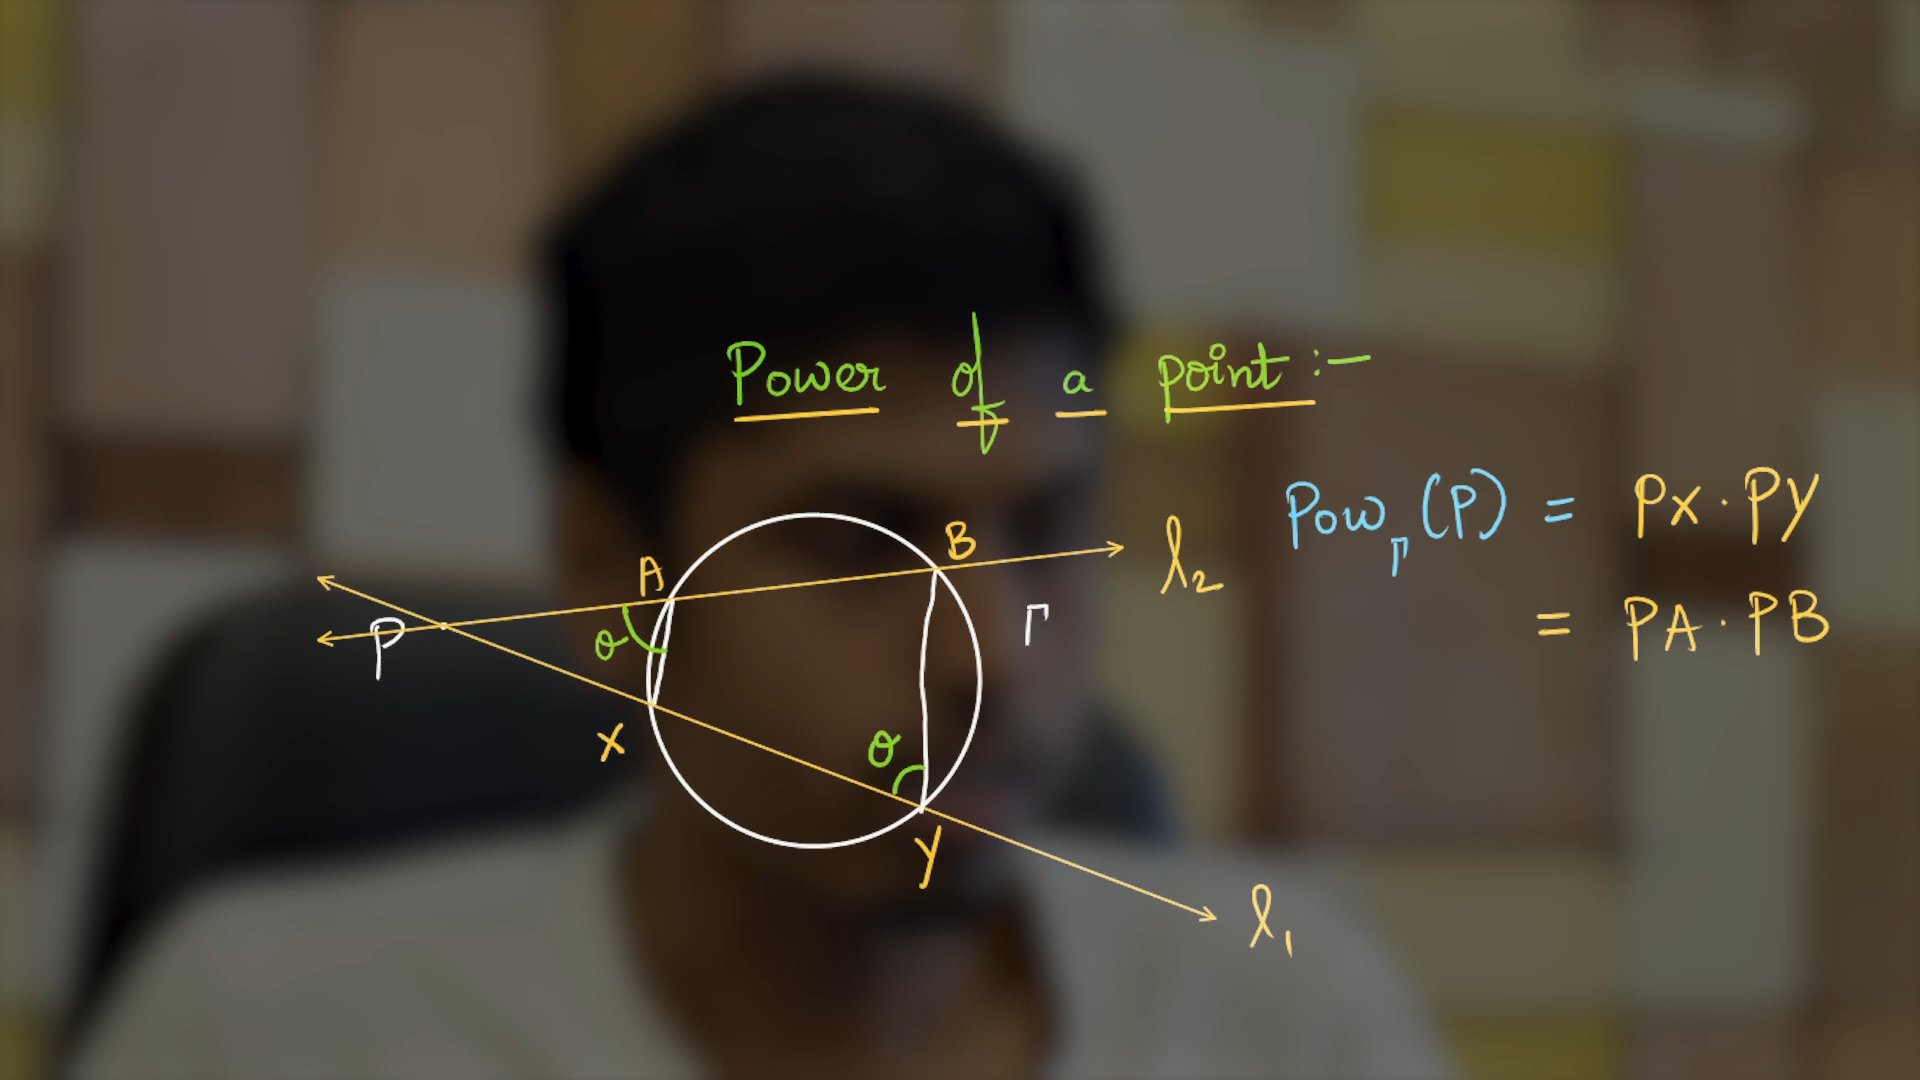 Power of a point :-
Pow_Γ (P) = PX · PY
= PA · PB
B
l₂
A
Γ
P
θ
θ
X
Y
l₁